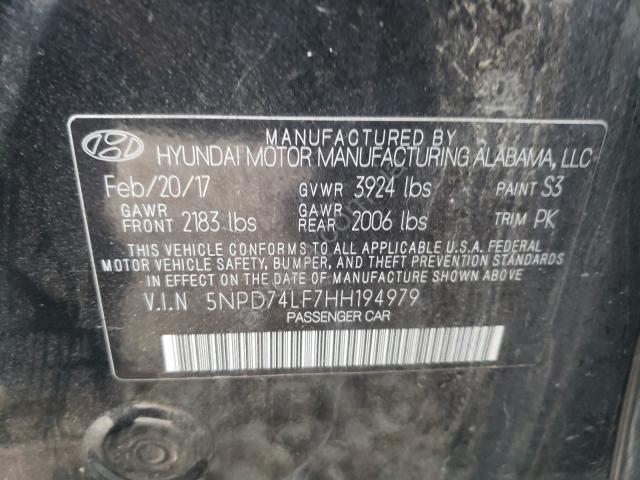 MANUFACTURED BY
HYUNDAI MOTOR MANUFACTURING ALABAMA, LLC
Feb/20/17 GVWR 3924 lbs PAINT S3
GAWR FRONT 2183 lbs GAWR REAR 2006 lbs TRIM PK
THIS VEHICLE CONFORMS TO ALL APPLICABLE U.S.A. FEDERAL
MOTOR VEHICLE SAFETY, BUMPER, AND THEFT PREVENTION STANDARDS
IN EFFECT ON THE DATE OF MANUFACTURE SHOWN ABOVE.
V.I.N 5NPD74LF7HH194979
PASSENGER CAR